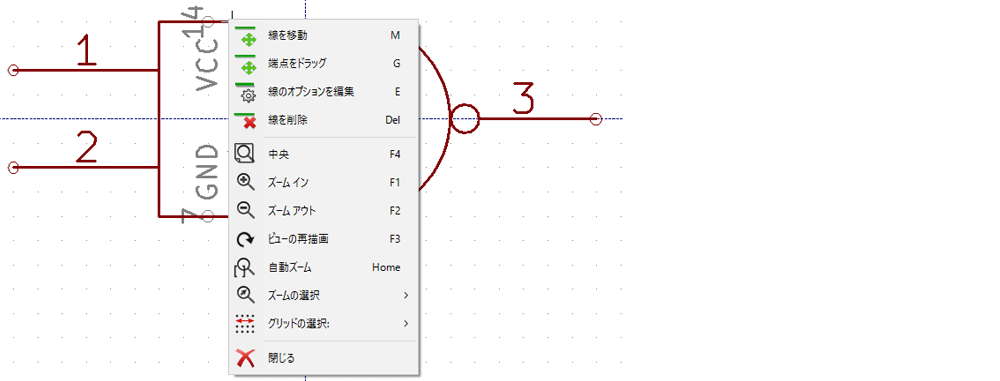 14
1
VCC
2
GND
7
3
線を移動 M
端点をドラッグ G
線のオプションを編集 E
線を削除 Del
中央 F4
ズーム イン F1
ズーム アウト F2
ビューの再描画 F3
自動ズーム Home
ズームの選択
グリッドの選択:
閉じる